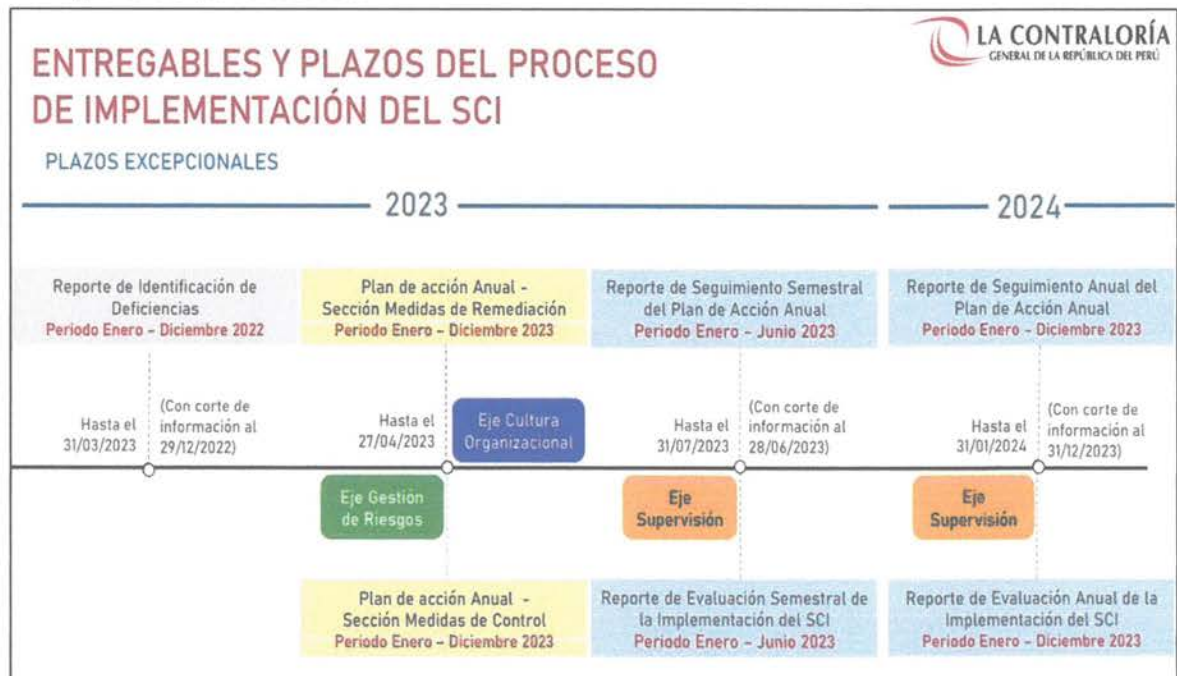 LA CONTRALORÍA
GENERAL DE LA REPÚBLICA DEL PERÚ
ENTREGABLES Y PLAZOS DEL PROCESO
DE IMPLEMENTACIÓN DEL SCI
PLAZOS EXCEPCIONALES
2023
2024
Reporte de Identificación de
Deficiencias
Periodo Enero – Diciembre 2022
Plan de acción Anual -
Sección Medidas de Remediación
Periodo Enero – Diciembre 2023
Reporte de Seguimiento Semestral
del Plan de Acción Anual
Periodo Enero – Junio 2023
Reporte de Seguimiento Anual del
Plan de Acción Anual
Periodo Enero – Diciembre 2023
Hasta el
31/03/2023
(Con corte de
información al
29/12/2022)
Hasta el
27/04/2023
Eje Cultura
Organizacional
Hasta el
31/07/2023
(Con corte de
información al
28/06/2023)
Hasta el
31/01/2024
(Con corte de
información al
31/12/2023)
Eje Gestión
de Riesgos
Eje
Supervisión
Eje
Supervisión
Plan de acción Anual -
Sección Medidas de Control
Periodo Enero – Diciembre 2023
Reporte de Evaluación Semestral de
la Implementación del SCI
Periodo Enero – Junio 2023
Reporte de Evaluación Anual de la
Implementación del SCI
Periodo Enero – Diciembre 2023